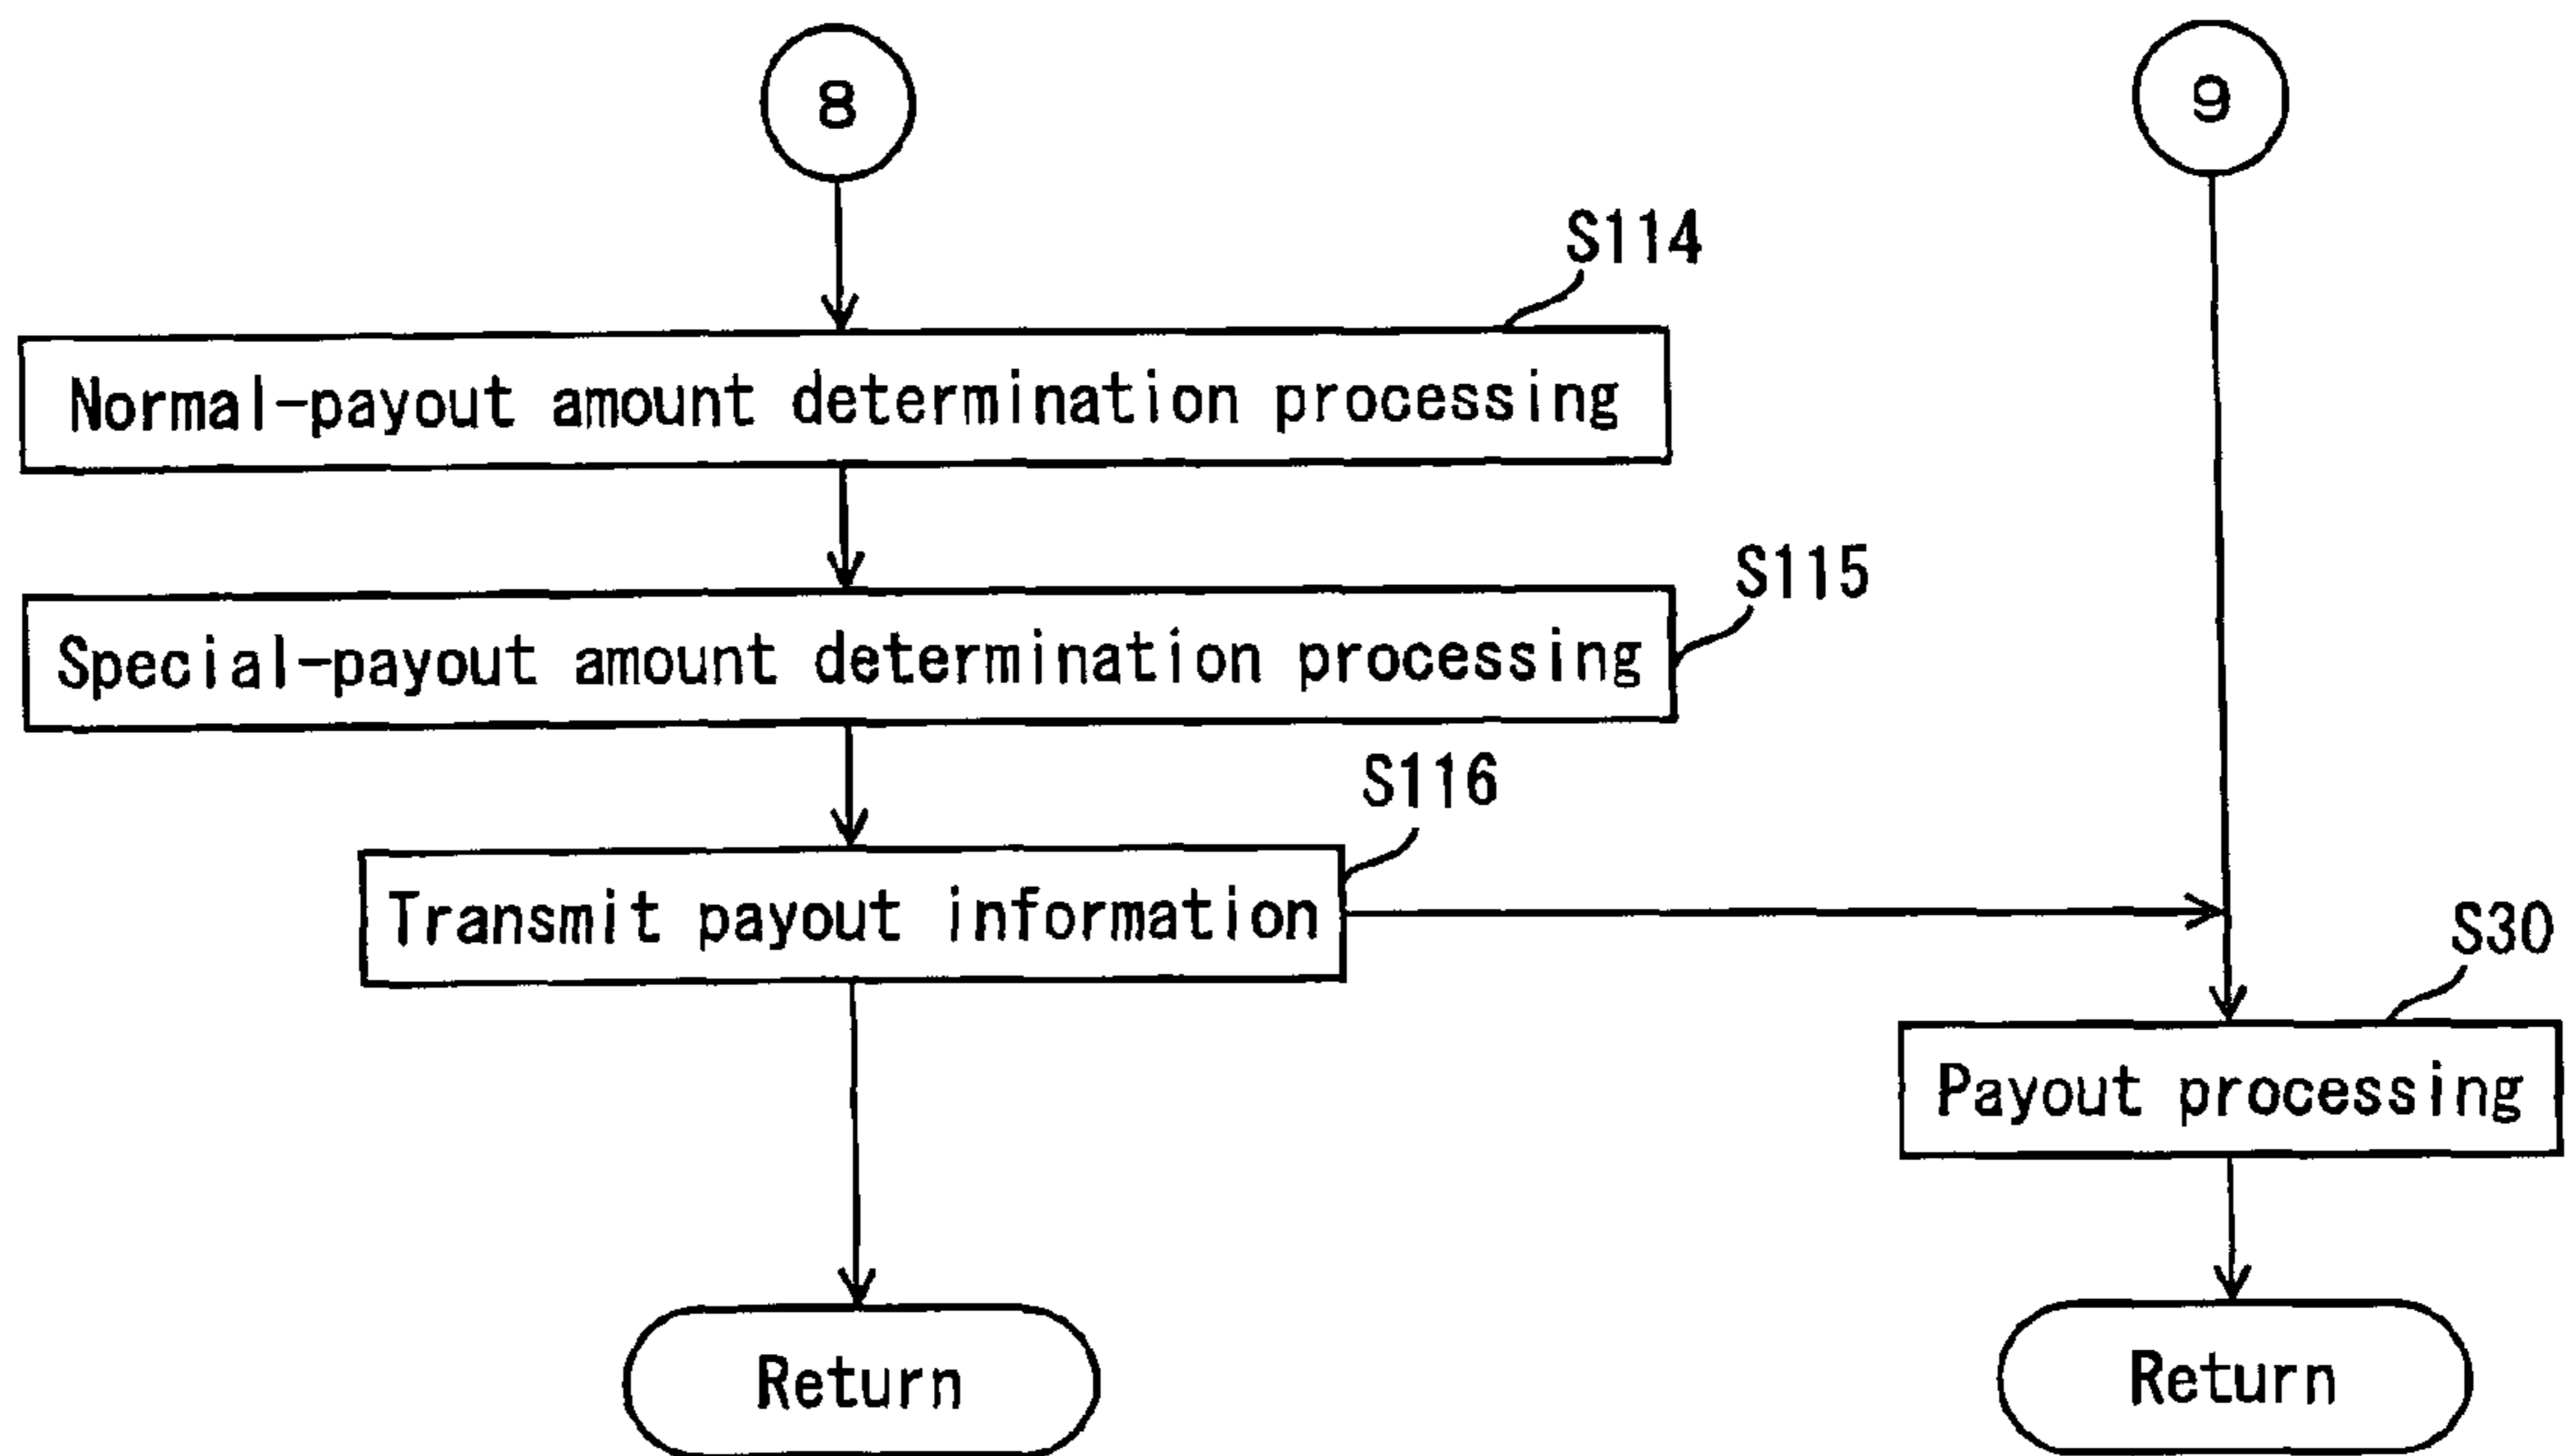 8
9
S114
Normal-payout amount determination processing
S115
Special-payout amount determination processing
S116
Transmit payout information
S30
Payout processing
Return
Return